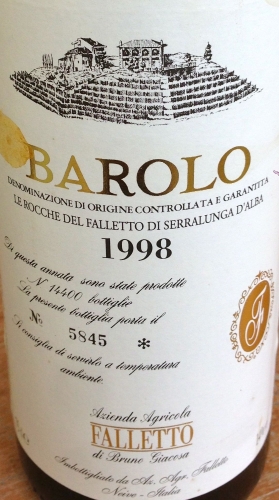 BAROLO
DENOMINAZIONE DI ORIGINE CONTROLLATA E GARANTITA
LE ROCCHE DEL FALLETTO DI SERRALUNGA D'ALBA
1998
Di questa annata sono state prodotte
N 14400 bottiglie
La presente bottiglia porta il
No 5845 *
Si consiglia di servirlo a temperatura
ambiente.
F
Azienda Agricola
FALLETTO
di Bruno Giacosa
Imbottigliato da Az. Agr. Falletto
Neive - Italia